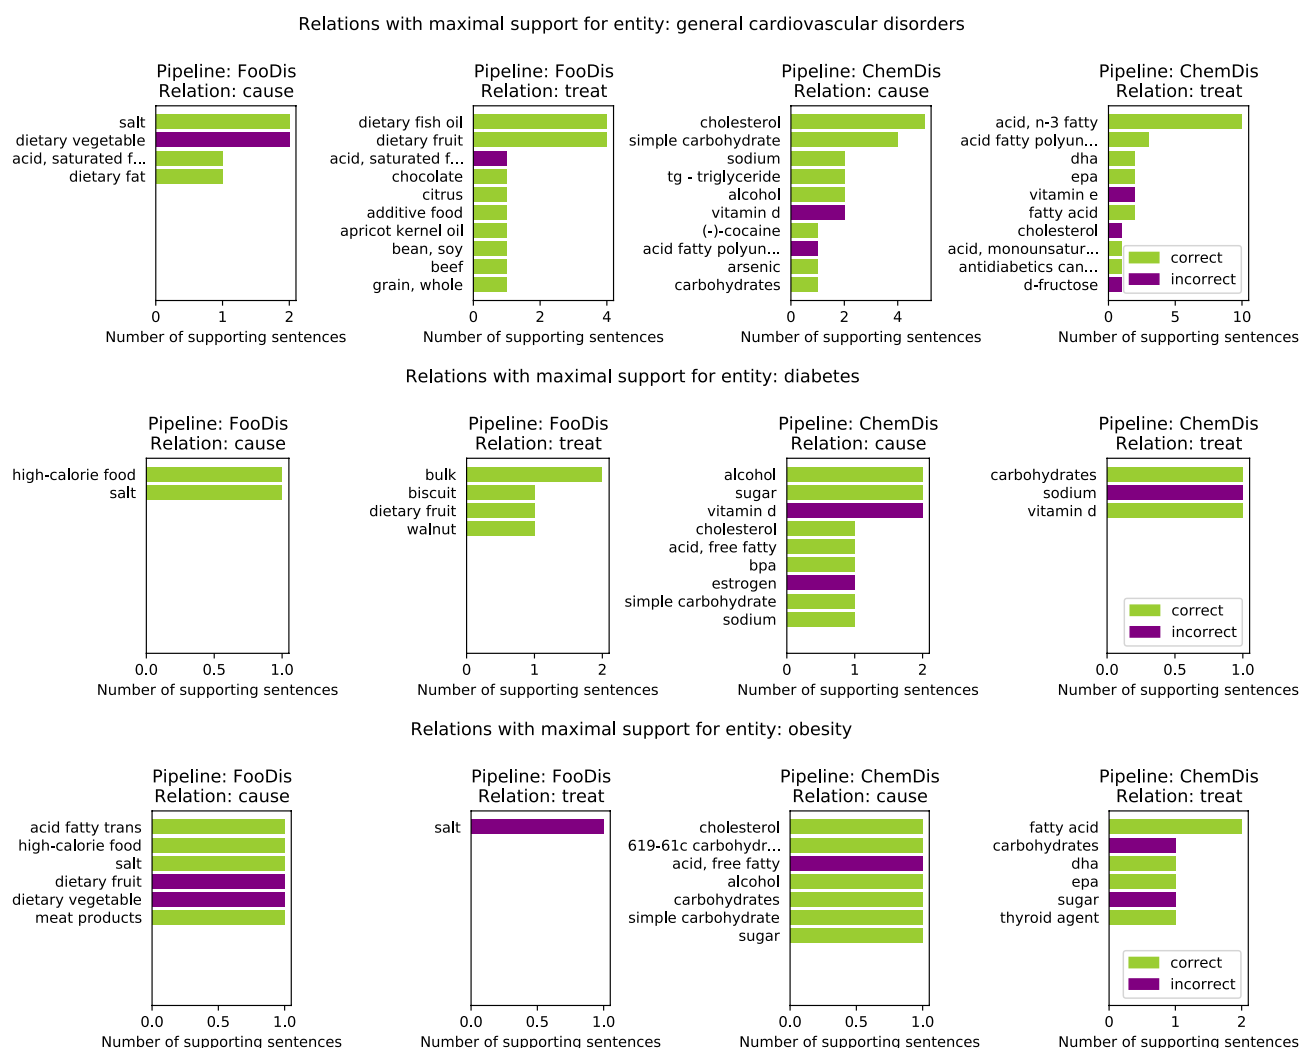 Relations with maximal support for entity: general cardiovascular disorders
Pipeline: FooDis
Relation: cause
salt
dietary vegetable
acid, saturated f...
dietary fat
0 1 2
Number of supporting sentences
Pipeline: FooDis
Relation: treat
dietary fish oil
dietary fruit
acid, saturated f...
chocolate
citrus
additive food
apricot kernel oil
bean, soy
beef
grain, whole
0 2 4
Number of supporting sentences
Pipeline: ChemDis
Relation: cause
cholesterol
simple carbohydrate
sodium
tg - triglyceride
alcohol
vitamin d
(-)-cocaine
acid fatty polyun...
arsenic
carbohydrates
0 2 4
Number of supporting sentences
Pipeline: ChemDis
Relation: treat
acid, n-3 fatty
acid fatty polyun...
dha
epa
vitamin e
fatty acid
cholesterol
acid, monounsatur...
antidiabetics can...
d-fructose
correct
incorrect
0 5 10
Number of supporting sentences
Relations with maximal support for entity: diabetes
Pipeline: FooDis
Relation: cause
high-calorie food
salt
0.0 0.5 1.0
Number of supporting sentences
Pipeline: FooDis
Relation: treat
bulk
biscuit
dietary fruit
walnut
0 1 2
Number of supporting sentences
Pipeline: ChemDis
Relation: cause
alcohol
sugar
vitamin d
cholesterol
acid, free fatty
bpa
estrogen
simple carbohydrate
sodium
0 1 2
Number of supporting sentences
Pipeline: ChemDis
Relation: treat
carbohydrates
sodium
vitamin d
correct
incorrect
0.0 0.5 1.0
Number of supporting sentences
Relations with maximal support for entity: obesity
Pipeline: FooDis
Relation: cause
acid fatty trans
high-calorie food
salt
dietary fruit
dietary vegetable
meat products
0.0 0.5 1.0
Number of supporting sentences
Pipeline: FooDis
Relation: treat
salt
0.0 0.5 1.0
Number of supporting sentences
Pipeline: ChemDis
Relation: cause
cholesterol
619-61c carbohydr...
acid, free fatty
alcohol
carbohydrates
simple carbohydrate
sugar
0.0 0.5 1.0
Number of supporting sentences
Pipeline: ChemDis
Relation: treat
fatty acid
carbohydrates
dha
epa
sugar
thyroid agent
correct
incorrect
0 1 2
Number of supporting sentences